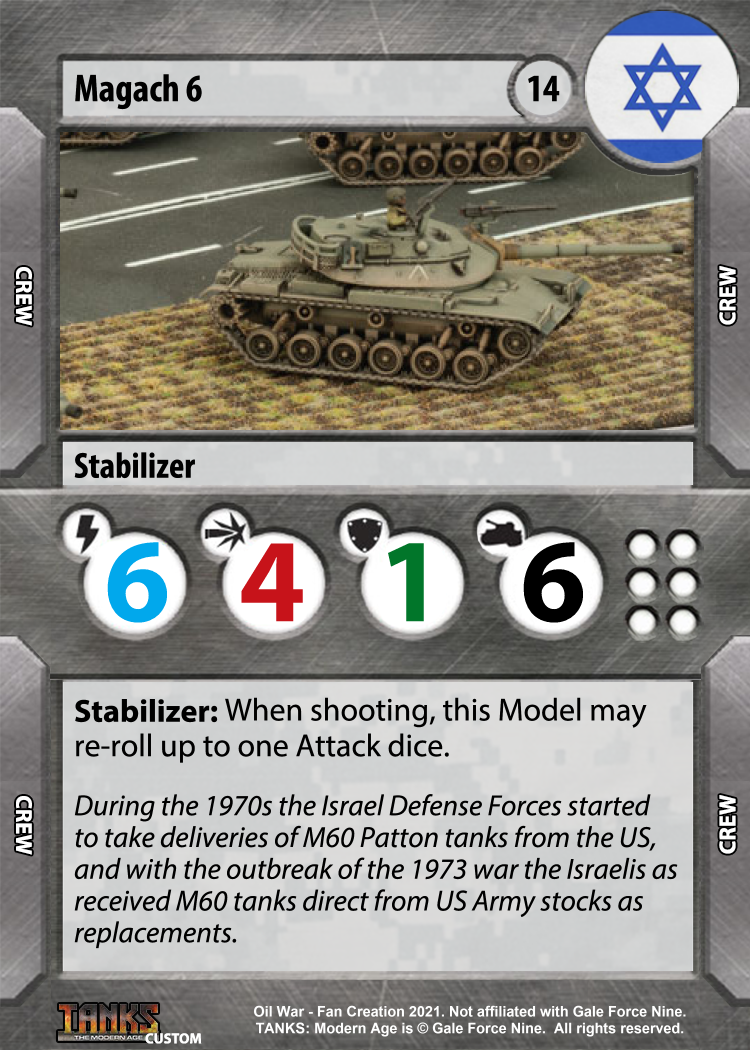 Magach 6
14
CREW
CREW
Stabilizer
6
4
1
6
Stabilizer: When shooting, this Model may
re-roll up to one Attack dice.
During the 1970s the Israel Defense Forces started
to take deliveries of M60 Patton tanks from the US,
and with the outbreak of the 1973 war the Israelis as
received M60 tanks direct from US Army stocks as
replacements.
CREW
CREW
TANKS
THE MODERN AGE
CUSTOM
Oil War - Fan Creation 2021. Not affiliated with Gale Force Nine.
TANKS: Modern Age is © Gale Force Nine. All rights reserved.